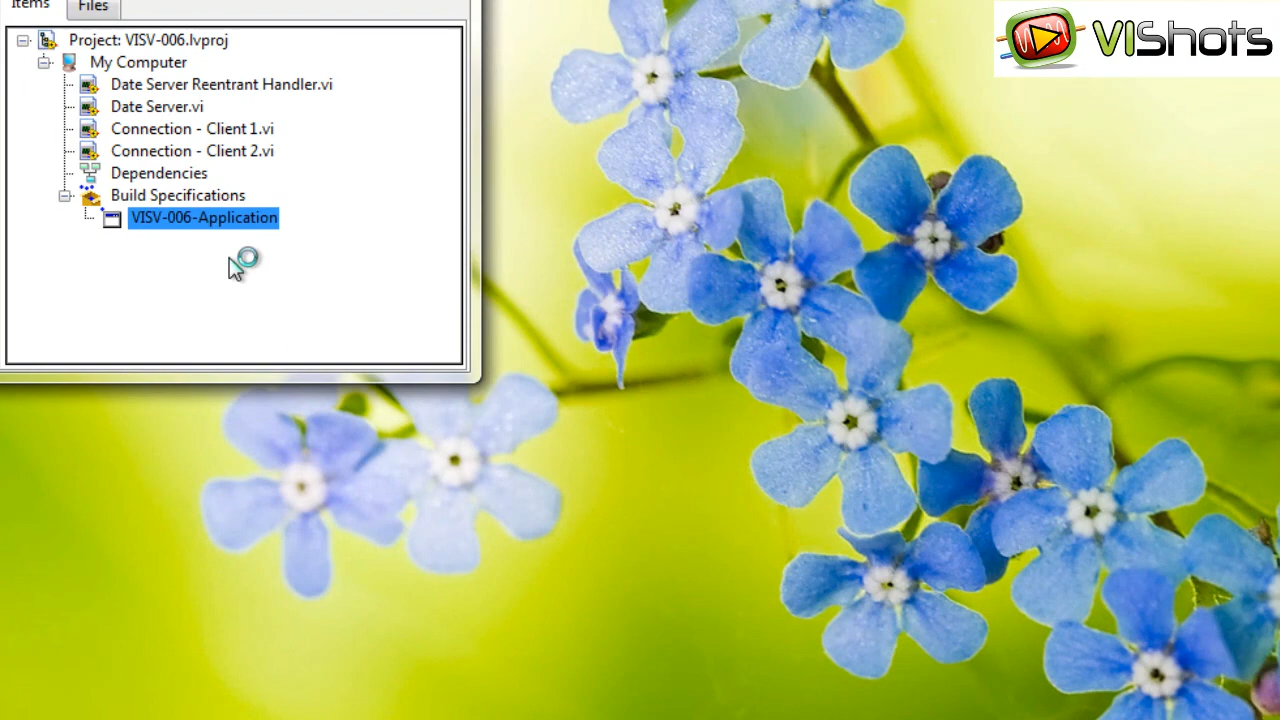 Items
Files
VIShots
Project: VISV-006.lvproj
My Computer
Date Server Reentrant Handler.vi
Date Server.vi
Connection - Client 1.vi
Connection - Client 2.vi
Dependencies
Build Specifications
VISV-006-Application